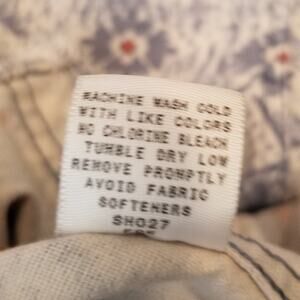 MACHINE WASH COLD
WITH LIKE COLORS
NO CHLORINE BLEACH
TUMBLE DRY LOW
REMOVE PROMPTLY
AVOID FABRIC
SOFTENERS
SH027